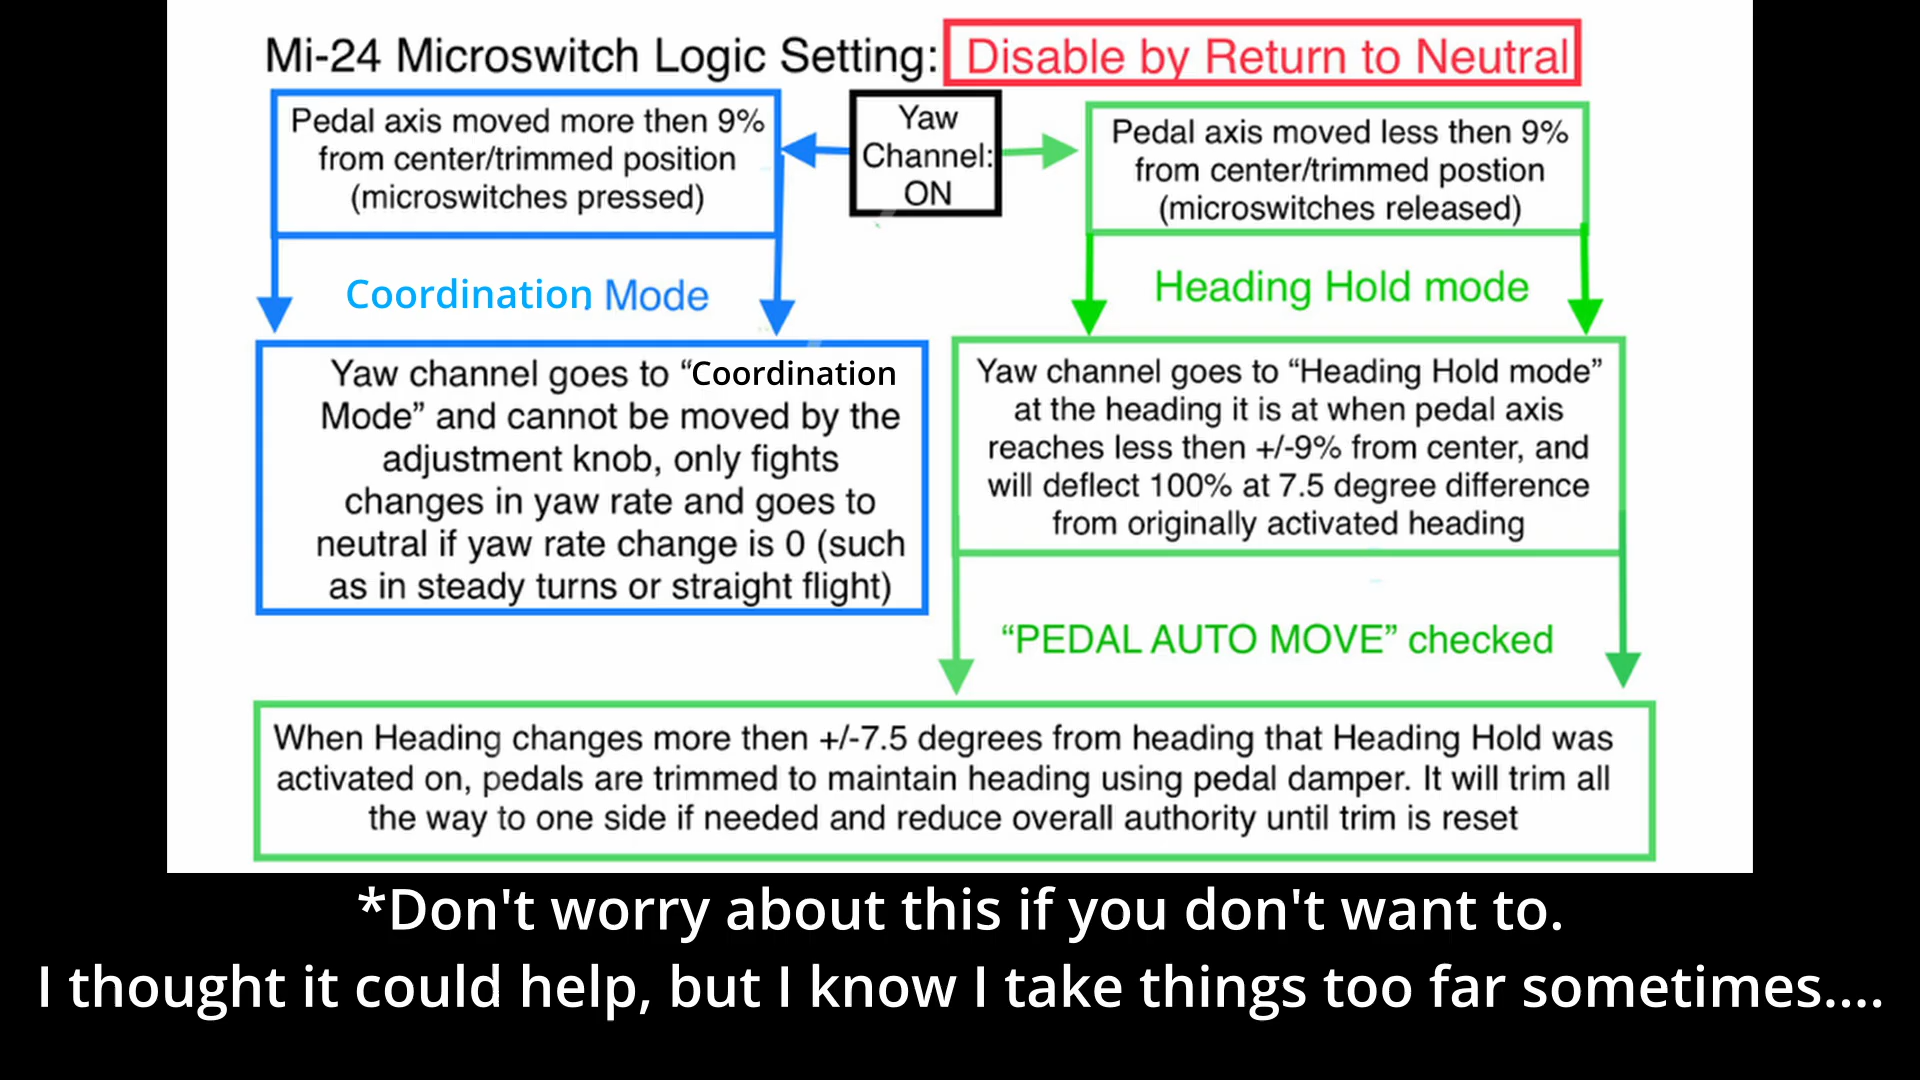 Mi-24 Microswitch Logic Setting: Disable by Return to Neutral
Pedal axis moved more then 9%
from center/trimmed position
(microswitches pressed)
Yaw
Channel:
ON
Pedal axis moved less then 9%
from center/trimmed postion
(microswitches released)
Coordination Mode
Heading Hold mode
Yaw channel goes to “Coordination
Mode” and cannot be moved by the
adjustment knob, only fights
changes in yaw rate and goes to
neutral if yaw rate change is 0 (such
as in steady turns or straight flight)
Yaw channel goes to “Heading Hold mode”
at the heading it is at when pedal axis
reaches less then +/-9% from center, and
will deflect 100% at 7.5 degree difference
from originally activated heading
“PEDAL AUTO MOVE” checked
When Heading changes more then +/-7.5 degrees from heading that Heading Hold was
activated on, pedals are trimmed to maintain heading using pedal damper. It will trim all
the way to one side if needed and reduce overall authority until trim is reset
*Don't worry about this if you don't want to.
I thought it could help, but I know I take things too far sometimes....